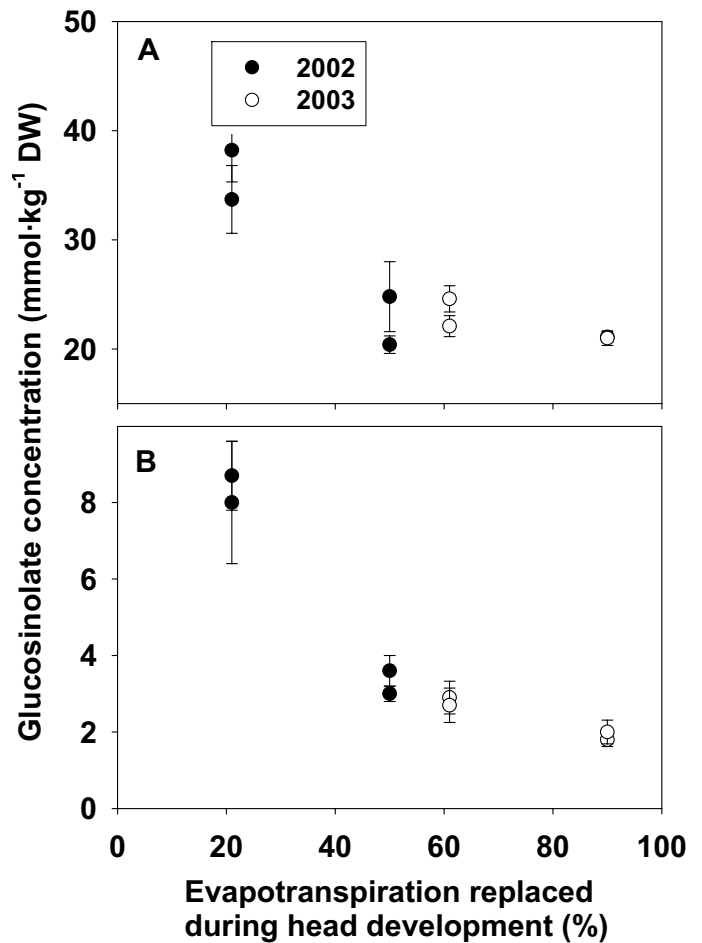 Glucosinolate concentration (mmol·kg⁻¹ DW)
A
2002
2003
50
40
30
20
B
8
6
4
2
0
0 20 40 60 80 100
Evapotranspiration replaced
during head development (%)